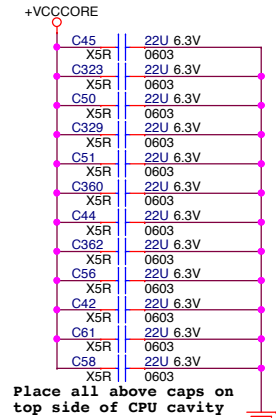 +VCCCORE
C45 22U 6.3V
X5R 0603
C323 22U 6.3V
X5R 0603
C50 22U 6.3V
X5R 0603
C329 22U 6.3V
X5R 0603
C51 22U 6.3V
X5R 0603
C360 22U 6.3V
X5R 0603
C44 22U 6.3V
X5R 0603
C362 22U 6.3V
X5R 0603
C56 22U 6.3V
X5R 0603
C42 22U 6.3V
X5R 0603
C61 22U 6.3V
X5R 0603
C58 22U 6.3V
X5R 0603
Place all above caps on
top side of CPU cavity